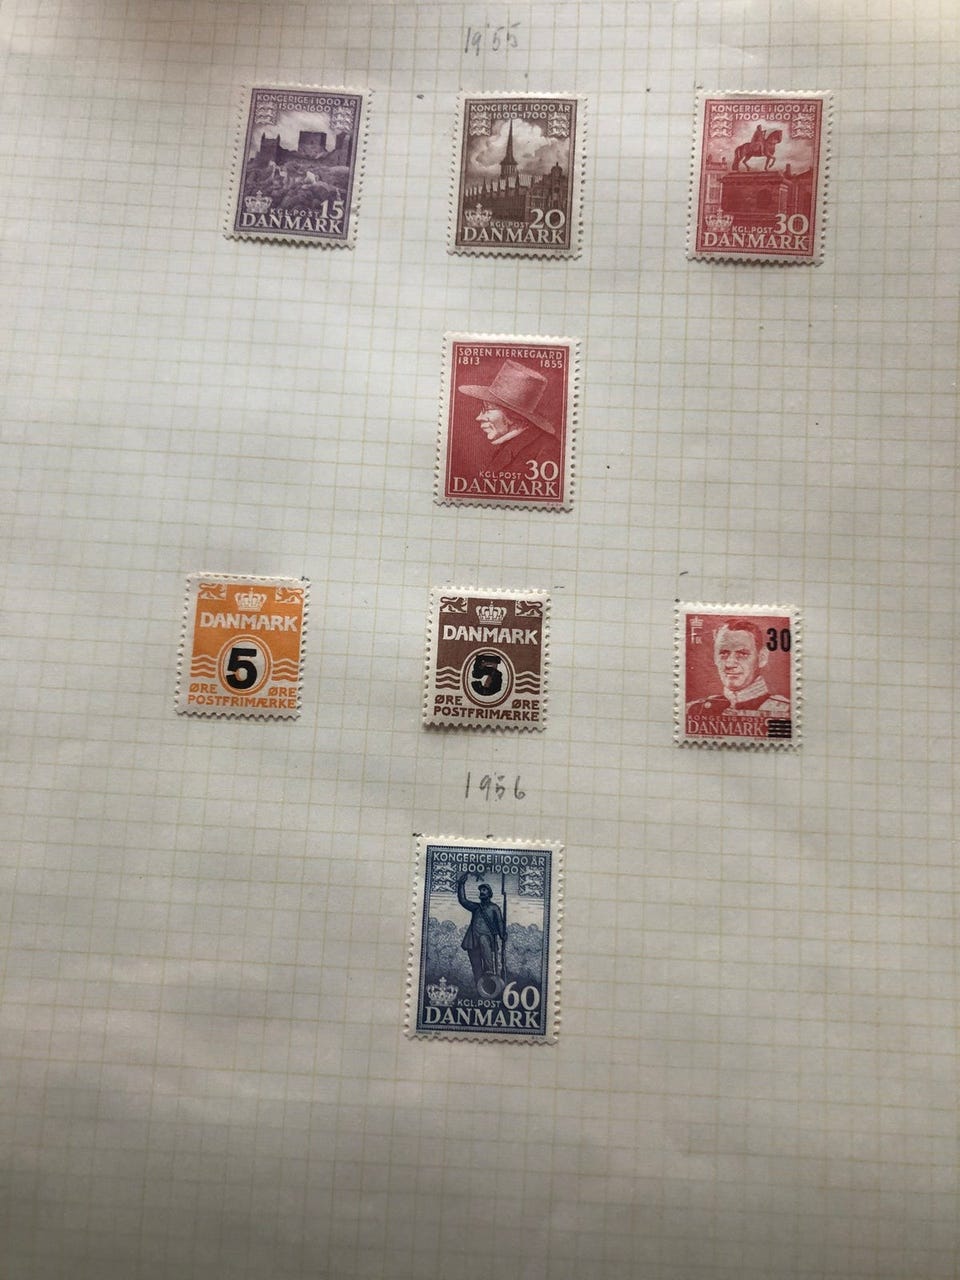 1955
KONGERIGE i 1000 ÅR
1500-1600
15
KGL.POST
DANMARK
KONGERIGE i 1000 ÅR
1600-1700
20
KGL.POST
DANMARK
KONGERIGE i 1000 ÅR
1700-1800
30
KGL.POST
DANMARK
SØREN KIERKEGAARD
1813 1855
KGL.POST 30
DANMARK
DANMARK
5
ØRE ØRE
POSTFRIMÆRKE
DANMARK
5
ØRE ØRE
POSTFRIMÆRKE
30
KONGELIG POST
DANMARK
1956
KONGERIGE i 1000 ÅR
1800-1900
KGL.POST 60
DANMARK